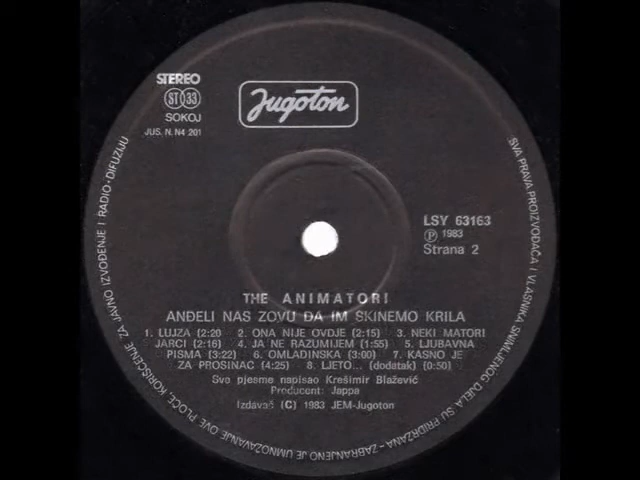 STEREO
ST 33
SOKOJ
JUS. N. N4 201
Jugoton
LSY 63163
Ⓟ 1983
Strana 2
THE ANIMATORI
ANĐELI NAS ZOVU DA IM SKINEMO KRILA
1. LUJZA (2:20 2. ONA NIJE OVDJE (2:15) 3. NEKI MATORI
JARCI (2:16) 4. JA NE RAZUMIJEM (1:55) 5. LJUBAVNA
PISMA (3:22) 6. OMLADINSKA (3:00) 7. KASNO JE
ZA PROSINAC (4:25) 8. LJETO... (dodatak) (0:50)
Sve pjesme napisao Krešimir Blažević
Producent: Jappa
Izdavač (C) 1983 JEM-Jugoton
SVA PRAVA PROIZVOĐAČA I VLASNIKA SNIMLJENOG DJELA SU PRIDRŽANA - ZABRANJENO JE UMNOŽAVANJE OVE PLOČE, KORIŠĆENJE ZA JAVNO IZVOĐENJE I RADIO-DIFUZIJU